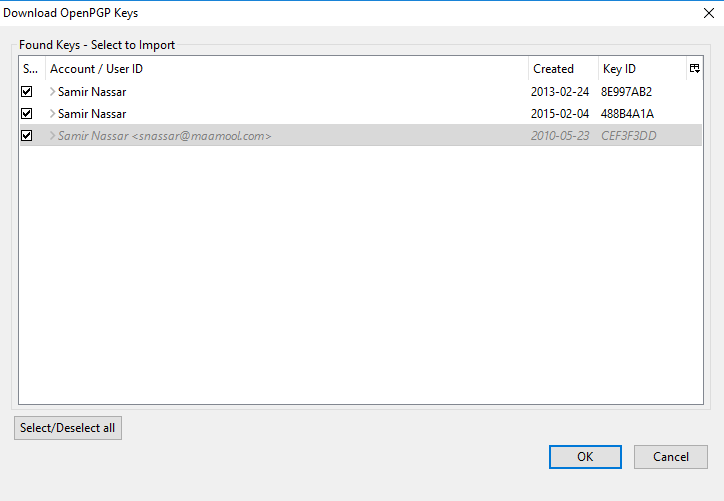 Download OpenPGP Keys
Found Keys - Select to Import
S... Account / User ID Created Key ID
Samir Nassar 2013-02-24 8E997AB2
Samir Nassar 2015-02-04 488B4A1A
Samir Nassar <snassar@maamool.com> 2010-05-23 CEF3F3DD
Select/Deselect all
OK Cancel